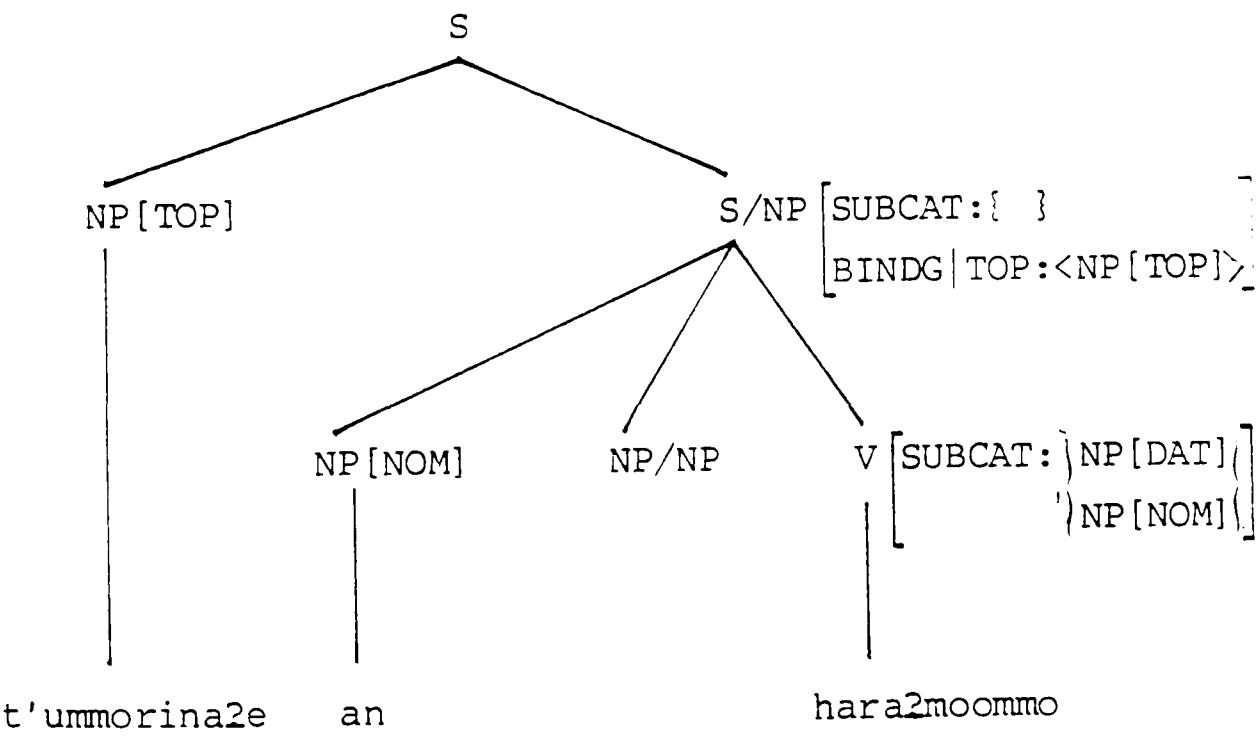 S
NP[TOP] S/NP [SUBCAT:{ }
BINDG|TOP:<NP[TOP]>]
NP[NOM] NP/NP V [SUBCAT: {NP[DAT]
NP[NOM]}]
t'ummorina2e an hara2moommo